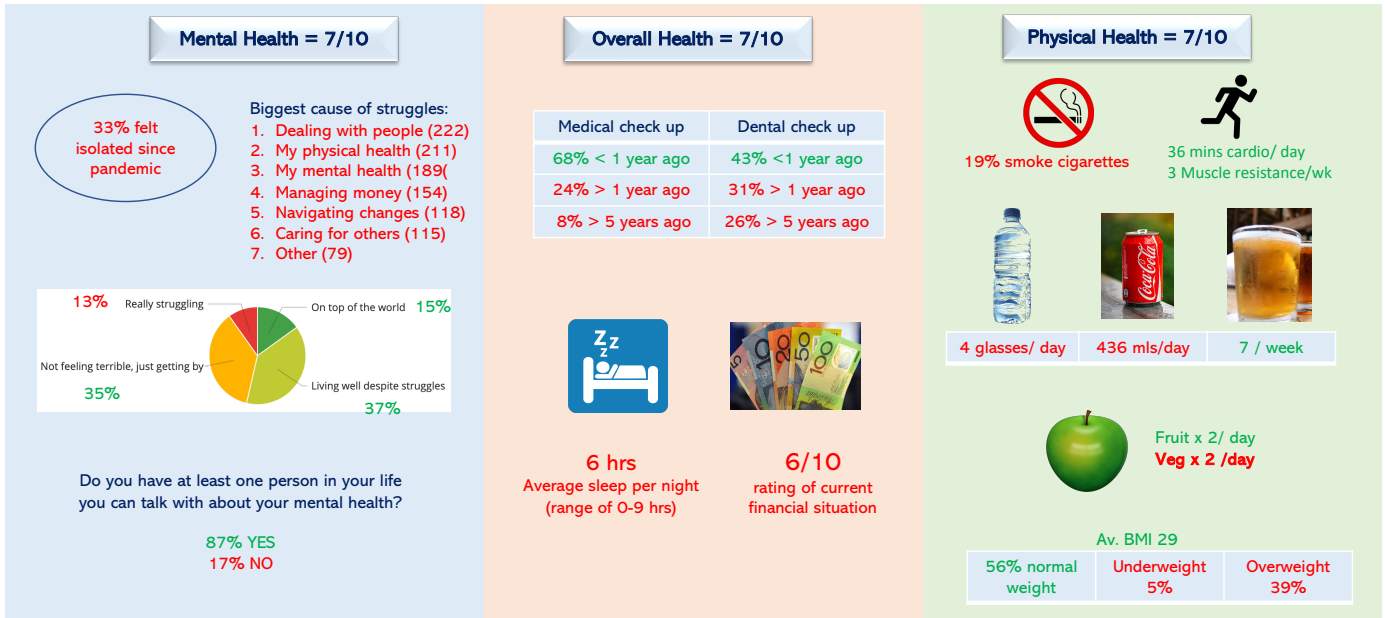 Mental Health = 7/10
33% felt
isolated since
pandemic
Biggest cause of struggles:
1. Dealing with people (222)
2. My physical health (211)
3. My mental health (189(
4. Managing money (154)
5. Navigating changes (118)
6. Caring for others (115)
7. Other (79)
13% Really struggling
On top of the world 15%
Not feeling terrible, just getting by
35%
Living well despite struggles
37%
Do you have at least one person in your life
you can talk with about your mental health?
87% YES
17% NO
Overall Health = 7/10
Medical check up Dental check up
68% < 1 year ago 43% <1 year ago
24% > 1 year ago 31% > 1 year ago
8% > 5 years ago 26% > 5 years ago
Z
Z
Z
5 10 20 50 100
6 hrs
Average sleep per night
(range of 0-9 hrs)
6/10
rating of current
financial situation
Physical Health = 7/10
19% smoke cigarettes
36 mins cardio/ day
3 Muscle resistance/wk
Coca-Cola
4 glasses/ day 436 mls/day 7 / week
Fruit x 2/ day
Veg x 2 /day
Av. BMI 29
56% normal
weight
Underweight
5%
Overweight
39%